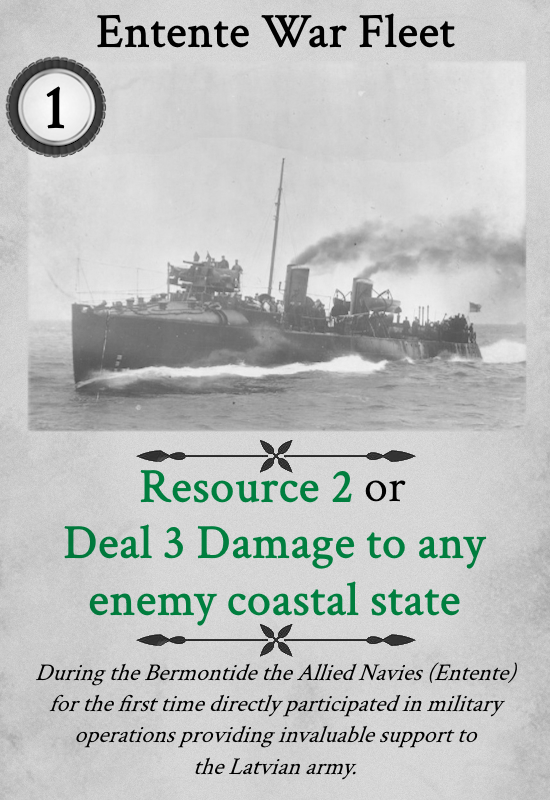 Entente War Fleet
1
Resource 2 or
Deal 3 Damage to any
enemy coastal state
During the Bermontide the Allied Navies (Entente)
for the first time directly participated in military
operations providing invaluable support to
the Latvian army.